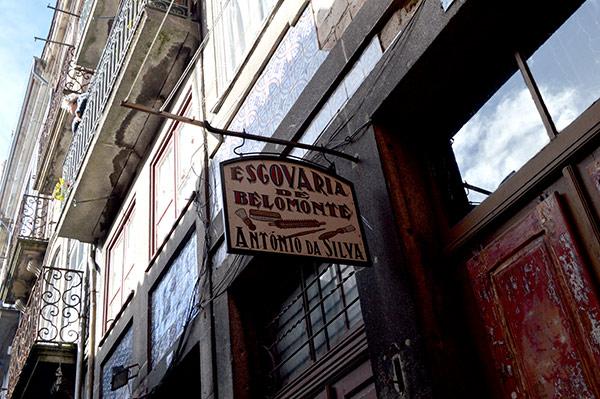 ESCOVARIA
DE
BELOMONTE
ANTÓNIO DA SILVA